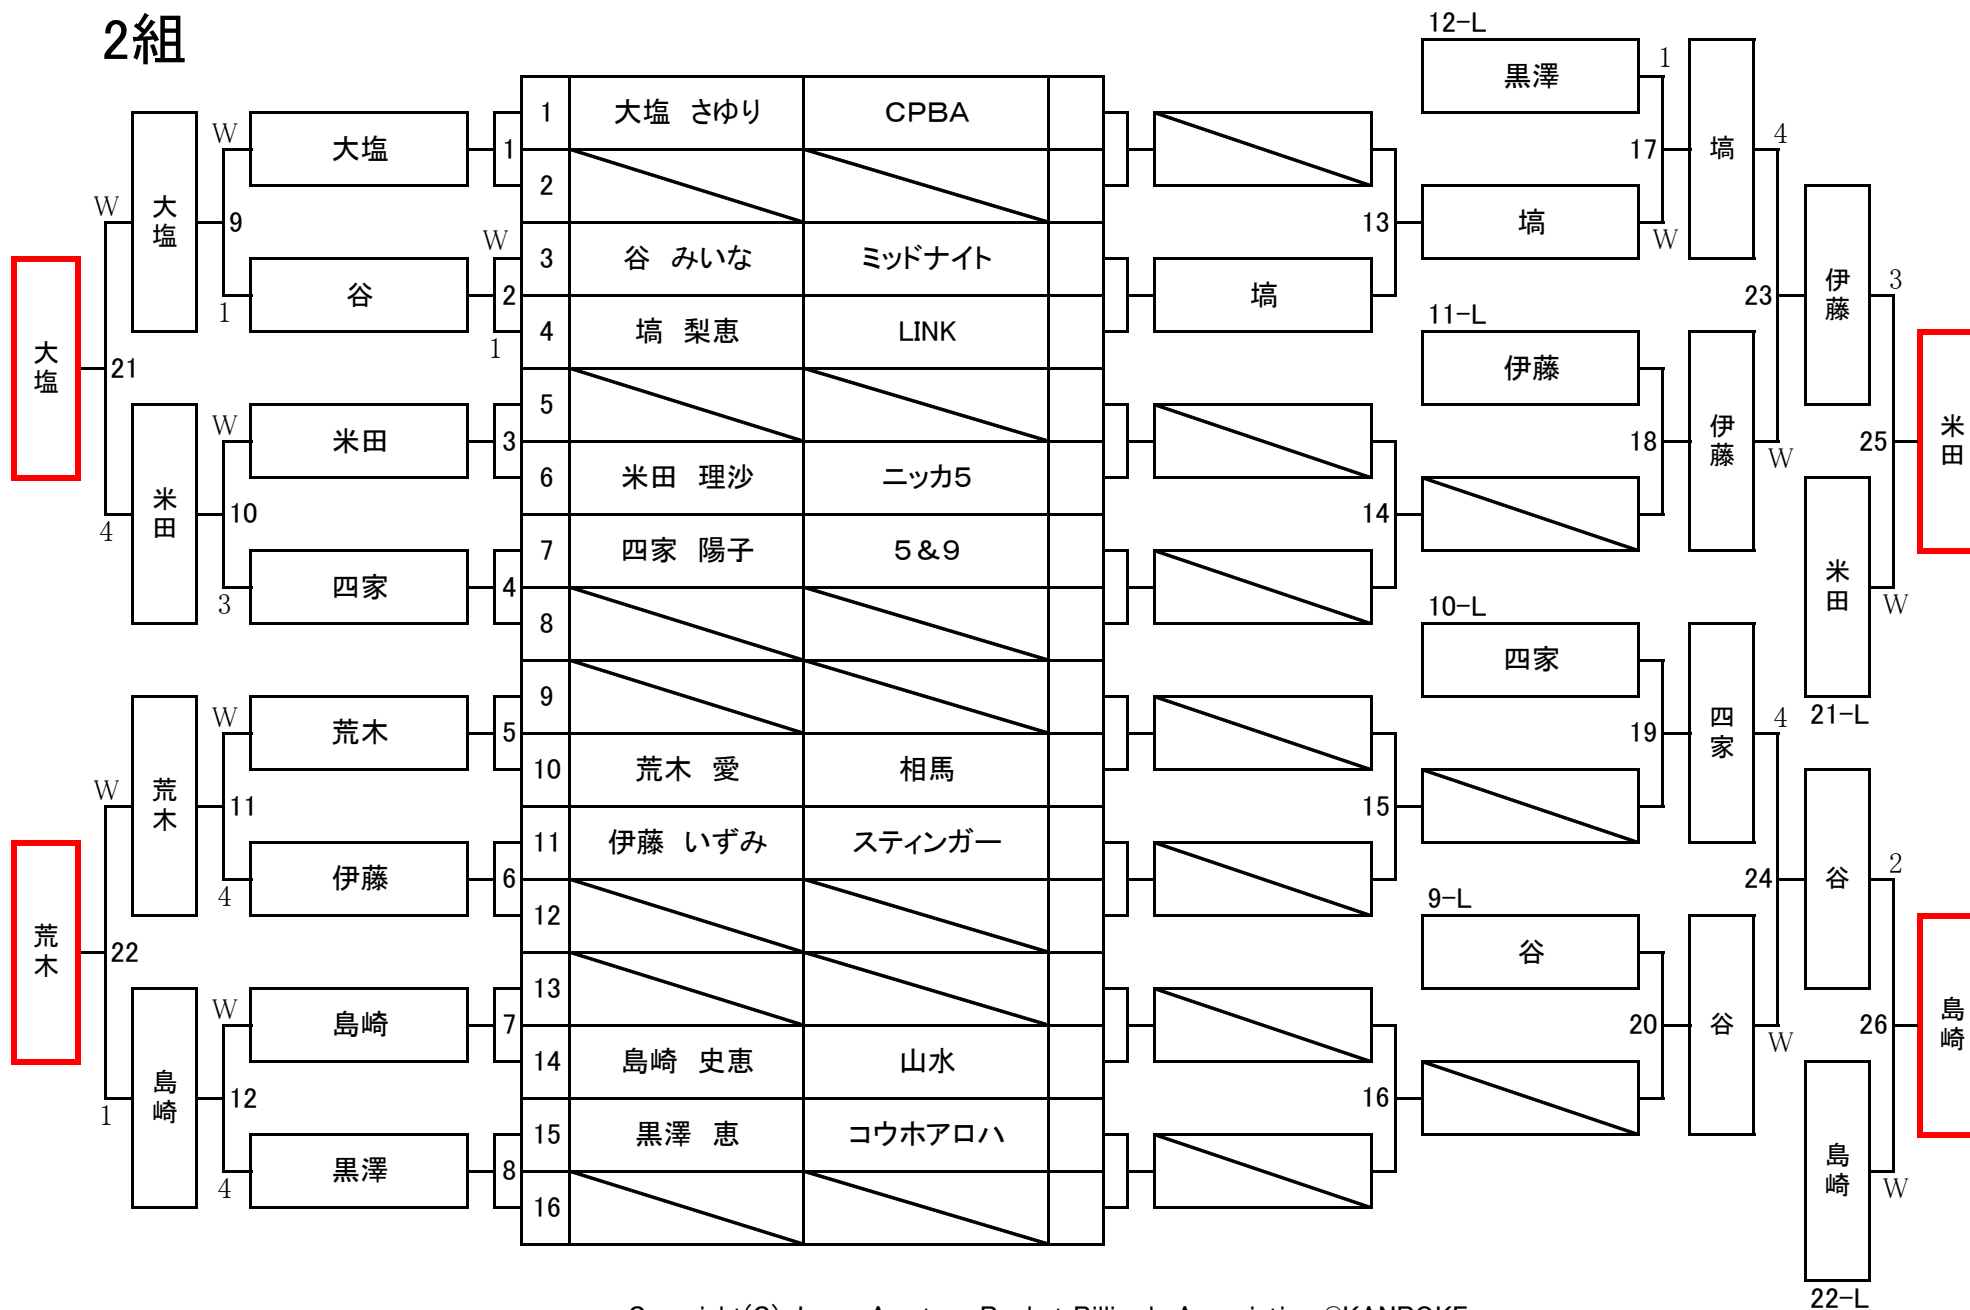 2組
12-L
黒澤
1
塙
4
17
塙
W
13
11-L
伊藤
伊藤
18
W
23
伊藤
3
14
10-L
四家
四家
4
19
15
9-L
谷
谷
20
W
24
谷
2
16
25
米田
W
21-L
米田
26
島崎
W
22-L
島崎
塙
1 大塩 さゆり CPBA
2
3 谷 みいな ミッドナイト
4 塙 梨恵 LINK
5
6 米田 理沙 ニッカ5
7 四家 陽子 5&9
8
9
10 荒木 愛 相馬
11 伊藤 いずみ スティンガー
12
13
14 島崎 史恵 山水
15 黒澤 恵 コウホアロハ
16
1
W
2
1
3
4
5
6
7
8
W 大塩
9
1 谷
W 米田
10
3 四家
W 荒木
11
4 伊藤
W 島崎
12
4 黒澤
W 大塩
21
4 米田
W 荒木
22
1 島崎
大塩
荒木